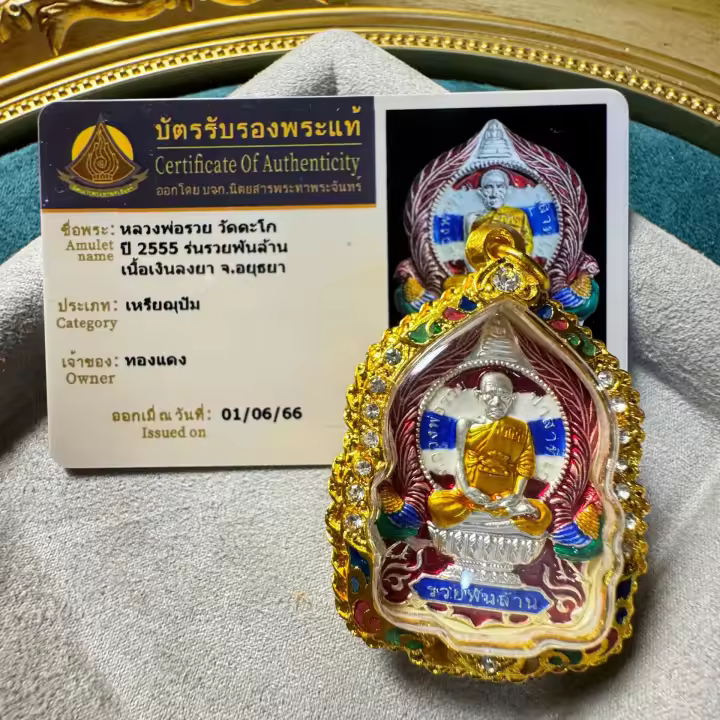 บัตรรับรองพระแท้
Certificate Of Authenticity
ออกโดย บจก.นิตยสารพระท่าพระจันทร์
ชื่อพระ: หลวงพ่อรวย วัดตะโก
Amulet name
ปี 2555 รุ่นรวยพันล้าน
เนื้อเงินลงยา จ.อยุธยา
ประเภท: เหรียญปั๊ม
Category
เจ้าของ: ทองแดง
Owner
ออกเมื่อ ณ วันที่: 01/06/66
Issued on
รวยพันล้าน